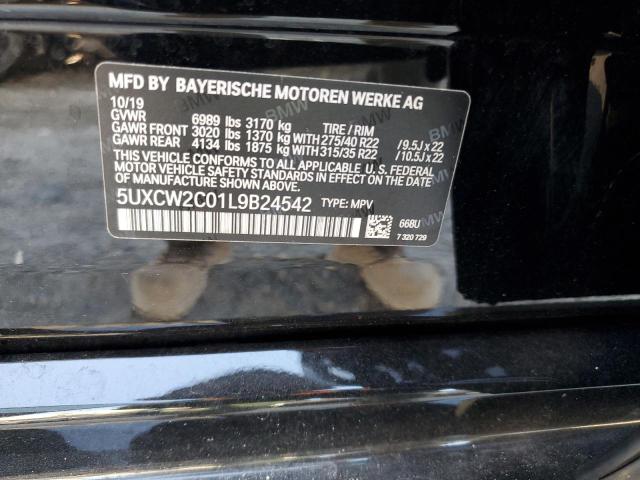 MFD BY BAYERISCHE MOTOREN WERKE AG
10/19
GVWR 6989 lbs 3170 kg TIRE / RIM
GAWR FRONT 3020 lbs 1370 kg WITH 275/40 R22 / 9.5J x 22
GAWR REAR 4134 lbs 1875 kg WITH 315/35 R22 / 10.5J x 22
THIS VEHICLE CONFORMS TO ALL APPLICABLE U. S. FEDERAL
MOTOR VEHICLE SAFETY STANDARDS IN EFFECT ON THE DATE
OF MANUFACTURE SHOWN ABOVE.
5UXCW2C01L9B24542 TYPE: MPV
668U
7 320 729